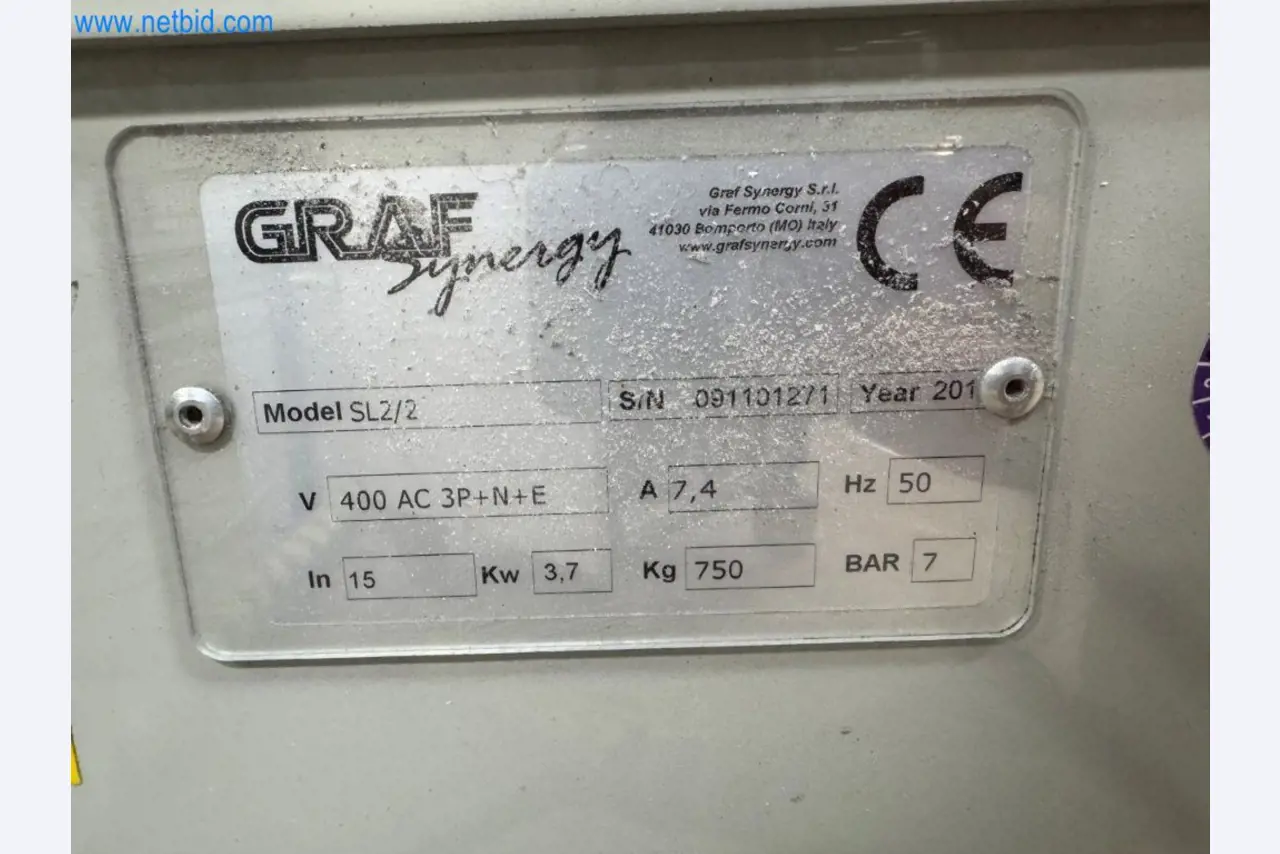 www.netbid.com
GRAF
synergy
Graf Synergy S.r.l.
via Fermo Corni, 31
41030 Bomporto (MO) Italy
www.grafsynergy.com
CE
Model SL2/2 S/N 091101271 Year 201
V 400 AC 3P+N+E A 7,4 Hz 50
In 15 Kw 3,7 Kg 750 BAR 7